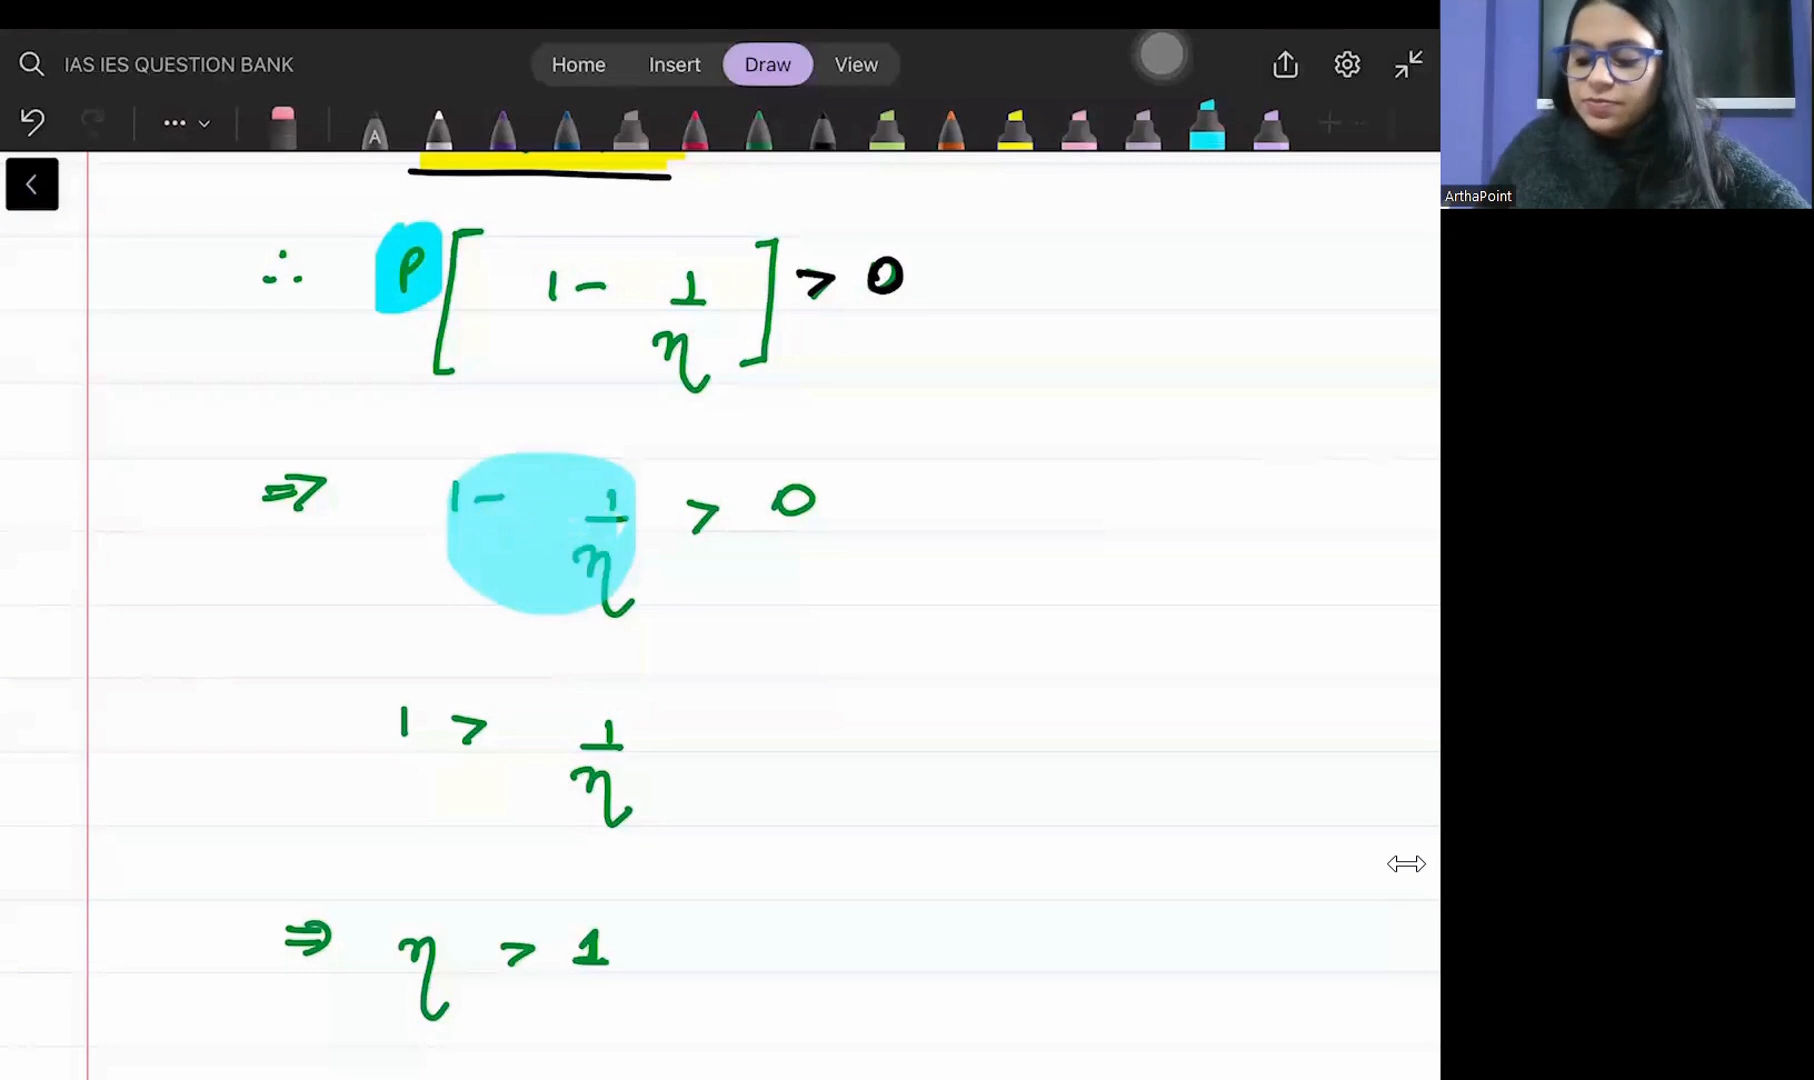 IAS IES QUESTION BANK
Home Insert Draw View
A
ArthaPoint
∴ P[1 - 1/η] > 0
⇒ 1 - 1/η > 0
1 > 1/η
⇒ η > 1